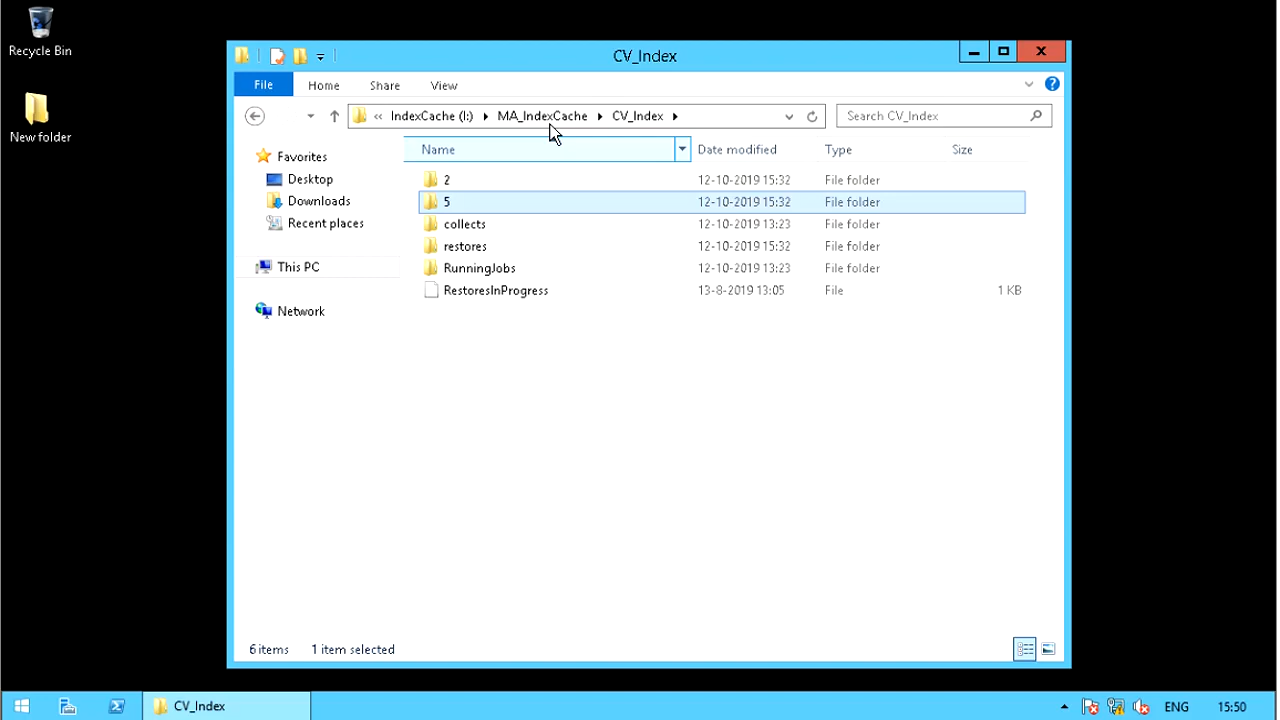 Recycle Bin
New folder
CV_Index
File Home Share View
IndexCache (I:) MA_IndexCache CV_Index
Search CV_Index
Name Date modified Type Size
Favorites
Desktop
Downloads
Recent places
This PC
Network
2 12-10-2019 15:32 File folder
5 12-10-2019 15:32 File folder
collects 12-10-2019 13:23 File folder
restores 12-10-2019 15:32 File folder
RunningJobs 12-10-2019 13:23 File folder
RestoresInProgress 13-8-2019 13:05 File 1 KB
6 items 1 item selected
CV_Index
ENG 15:50